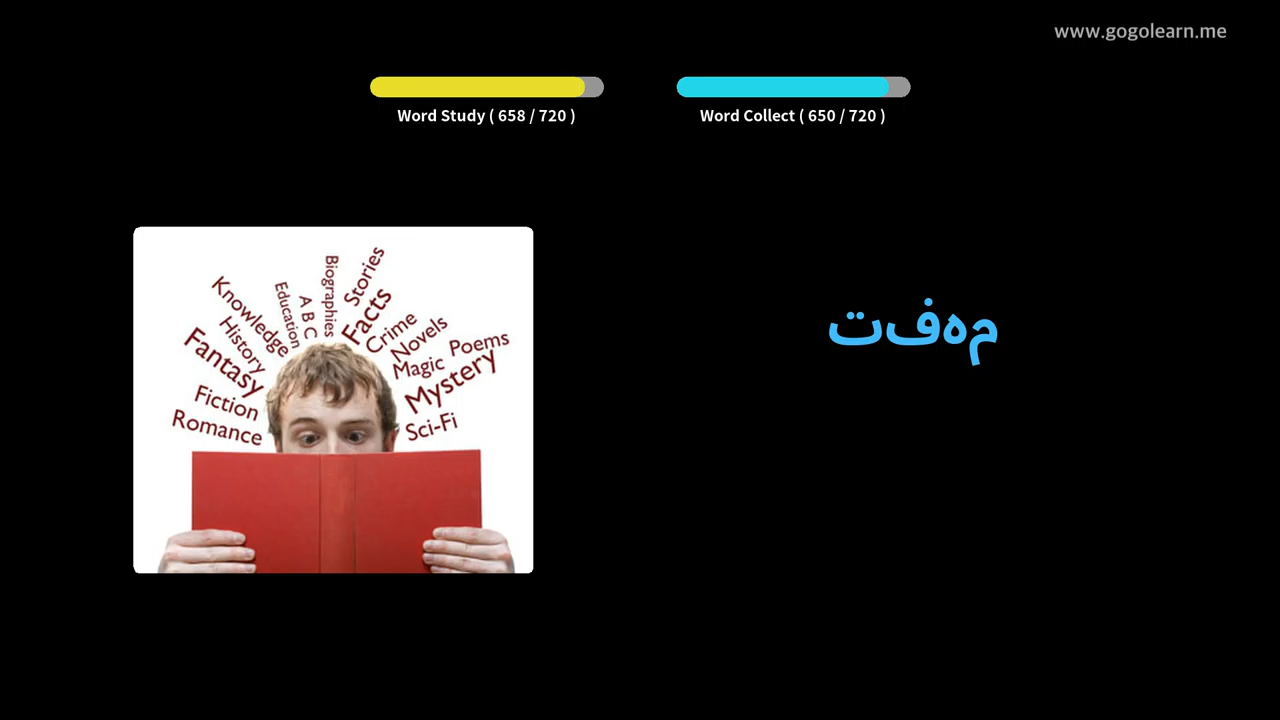 www.gogolearn.me
Word Study ( 658 / 720 )
Word Collect ( 650 / 720 )
Biographies
Stories
Education
A B C
Facts
Knowledge
Crime
History
Novels
Poems
Fantasy
Magic
Mystery
Fiction
Romance
Sci-Fi
مهفت